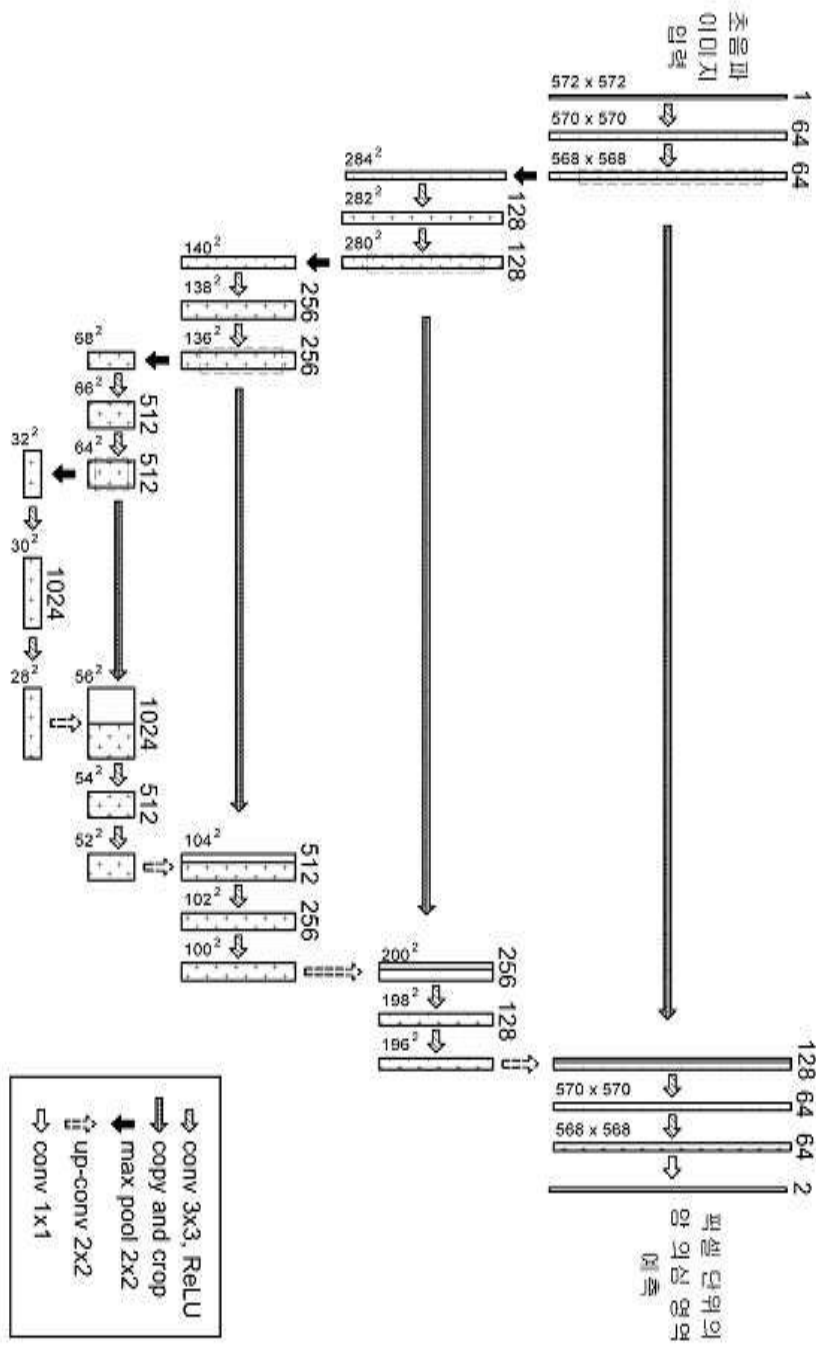 초음파
이미지
입력
1
64
64
572 x 572
570 x 570
568 x 568
128
64
64
2
570 x 570
568 x 568
픽셀 단위의
암 의심 영역
예측
128
128
284²
282²
280²
256
128
200²
198²
196²
256
256
140²
138²
136²
512
256
104²
102²
100²
512
512
68²
66²
64²
1024
512
56²
54²
52²
1024
32²
30²
28²
conv 3x3, ReLU
copy and crop
max pool 2x2
up-conv 2x2
conv 1x1